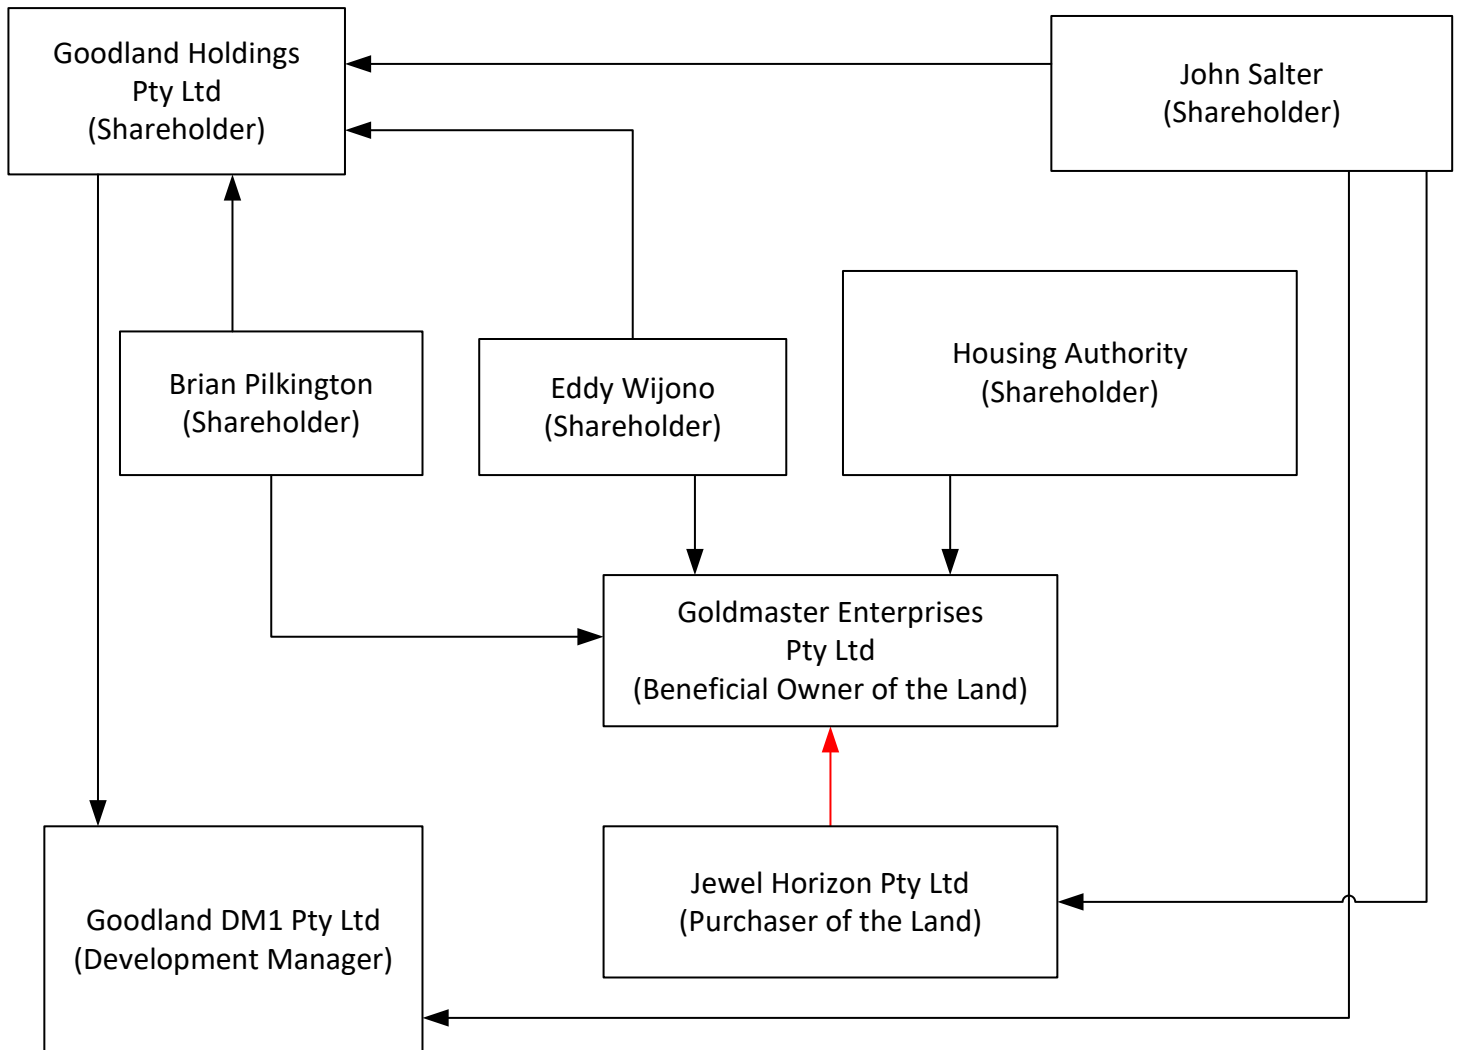 Goodland Holdings
Pty Ltd
(Shareholder)
John Salter
(Shareholder)
Brian Pilkington
(Shareholder)
Eddy Wijono
(Shareholder)
Housing Authority
(Shareholder)
Goldmaster Enterprises
Pty Ltd
(Beneficial Owner of the Land)
Jewel Horizon Pty Ltd
(Purchaser of the Land)
Goodland DM1 Pty Ltd
(Development Manager)